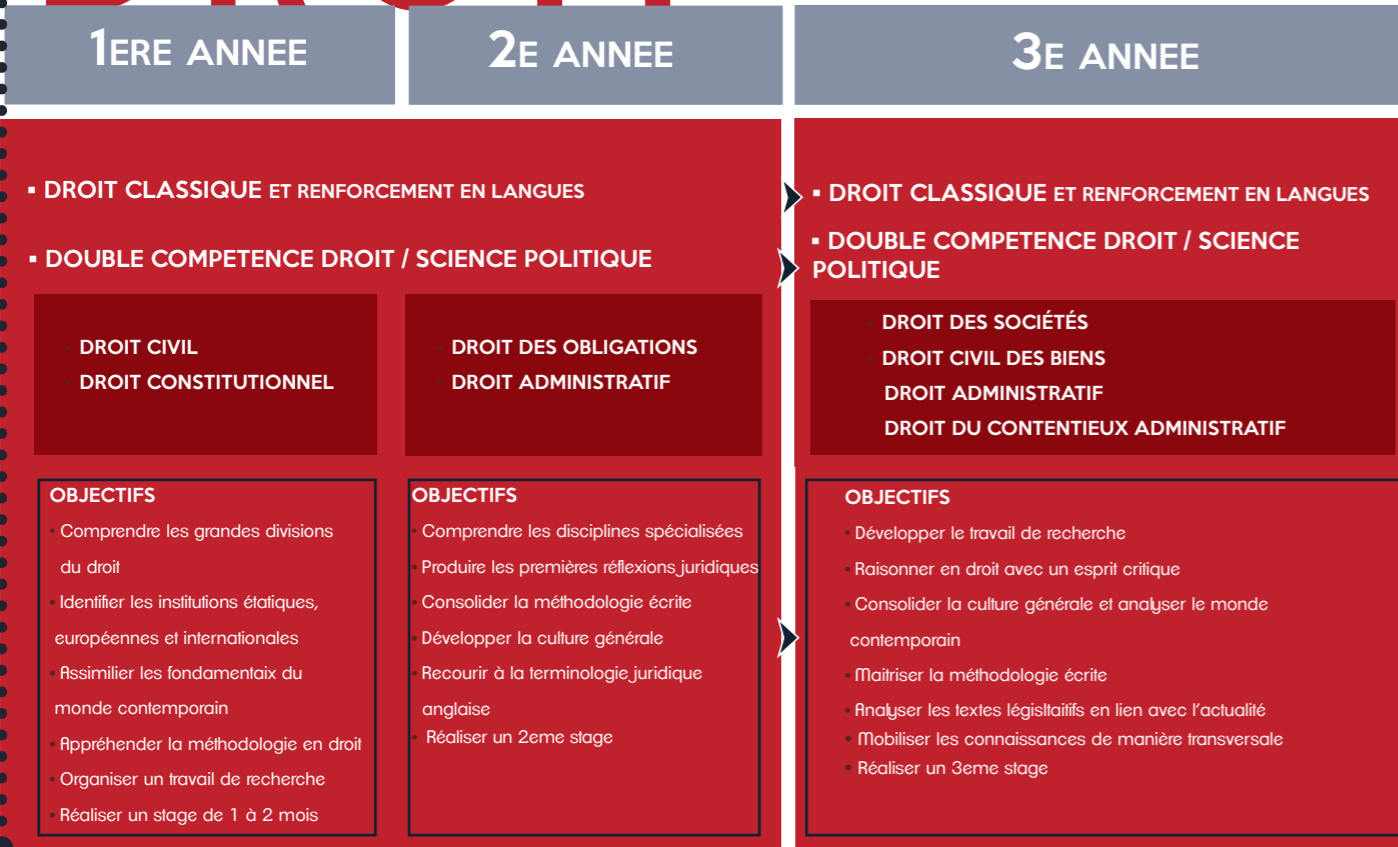 DROIT
1ERE ANNEE
2E ANNEE
3E ANNEE
▪ DROIT CLASSIQUE ET RENFORCEMENT EN LANGUES
▪ DOUBLE COMPETENCE DROIT / SCIENCE POLITIQUE
• DROIT CIVIL
• DROIT CONSTITUTIONNEL
• DROIT DES OBLIGATIONS
• DROIT ADMINISTRATIF
OBJECTIFS
• Comprendre les grandes divisions
du droit
• Identifier les institutions étatiques,
européennes et internationales
• Assimilier les fondamentaix du
monde contemporain
• Appréhender la méthodologie en droit
• Organiser un travail de recherche
• Réaliser un stage de 1 à 2 mois
OBJECTIFS
• Comprendre les disciplines spécialisées
• Produire les premières réflexions juridiques
• Consolider la méthodologie écrite
• Développer la culture générale
• Recourir à la terminologie juridique
anglaise
• Réaliser un 2eme stage
▪ DROIT CLASSIQUE ET RENFORCEMENT EN LANGUES
▪ DOUBLE COMPETENCE DROIT / SCIENCE
POLITIQUE
• DROIT DES SOCIÉTÉS
• DROIT CIVIL DES BIENS
DROIT ADMINISTRATIF
DROIT DU CONTENTIEUX ADMINISTRATIF
OBJECTIFS
• Développer le travail de recherche
• Raisonner en droit avec un esprit critique
• Consolider la culture générale et analyser le monde
contemporain
• Maitriser la méthodologie écrite
• Analyser les textes législtaitifs en lien avec l'actualité
• Mobiliser les connaissances de manière transversale
• Réaliser un 3eme stage